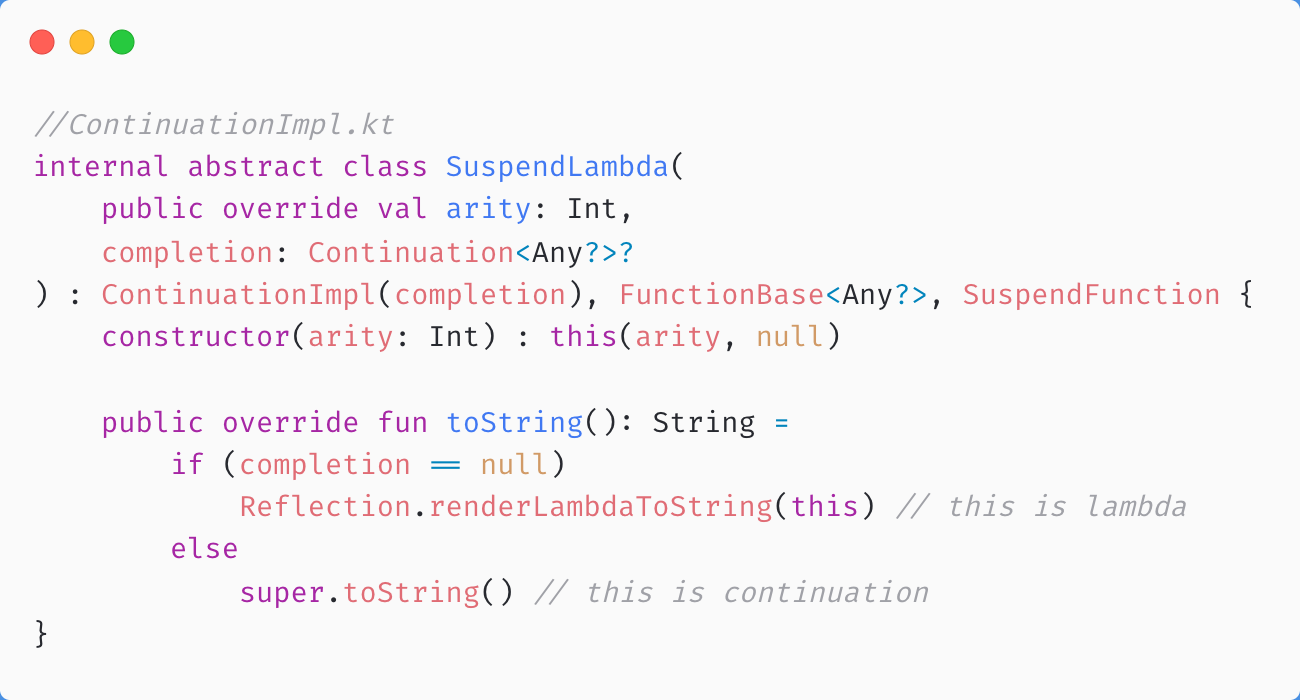 //ContinuationImpl.kt
internal abstract class SuspendLambda(
    public override val arity: Int,
    completion: Continuation<Any?>?
) : ContinuationImpl(completion), FunctionBase<Any?>, SuspendFunction {
    constructor(arity: Int) : this(arity, null)

    public override fun toString(): String =
        if (completion == null)
            Reflection.renderLambdaToString(this) // this is lambda
        else
            super.toString() // this is continuation
}